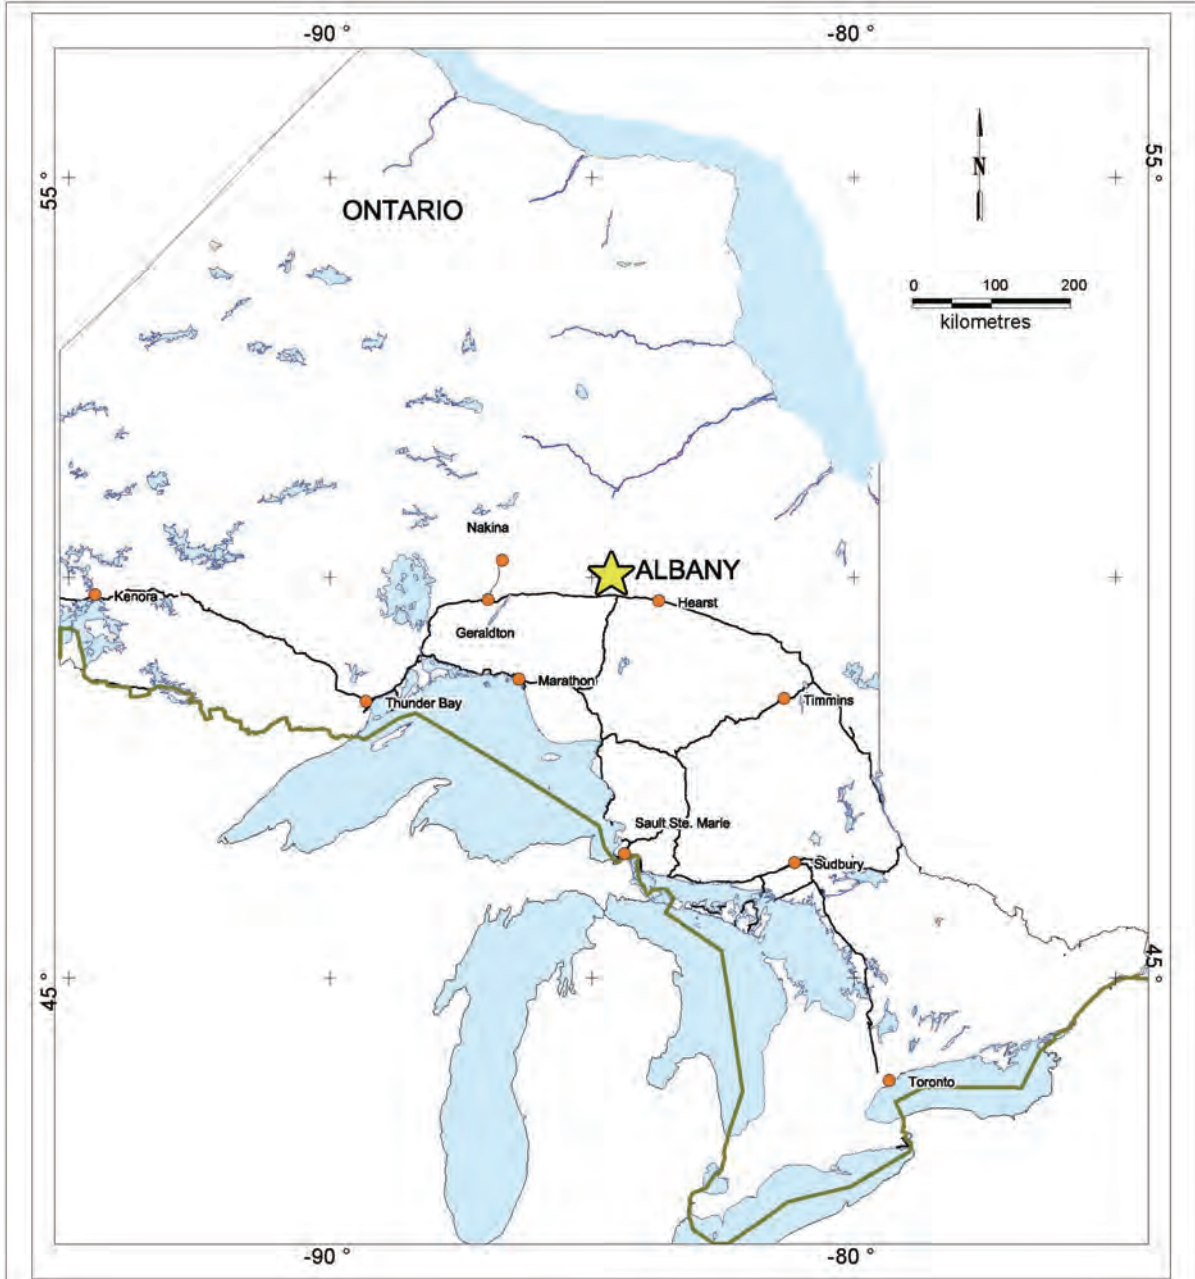 -90 °
-80 °
N
55 °
55 °
ONTARIO
0 100 200
kilometres
Nakina
ALBANY
Kenora
Hearst
Geraldton
Marathon
Thunder Bay
Timmins
Sault Ste. Marie
Sudbury
45 °
45 °
Toronto
-90 °
-80 °